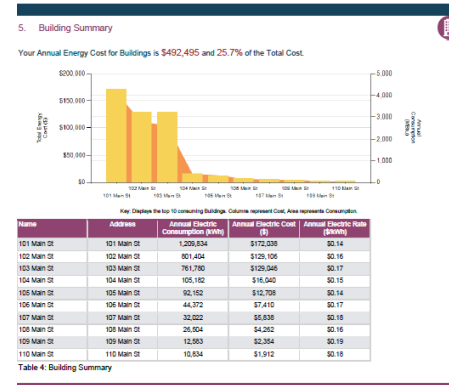 5. Building Summary
Your Annual Energy Cost for Buildings is $492,495 and 25.7% of the Total Cost.
$200,000
$150,000
$100,000
$50,000
$0
Total Energy Cost ($)
5,000
4,000
3,000
2,000
1,000
0
Annual Consumption
102 Main St 104 Main St 106 Main St 108 Main St 110 Main St
101 Main St 103 Main St 105 Main St 107 Main St 109 Main St
Key: Displays the top 10 consuming Buildings. Columns represent Cost, Area represents Consumption.
Name Address Annual Electric Consumption (kWh) Annual Electric Cost ($) Annual Electric Rate ($/kWh)
101 Main St 101 Main St 1,209,834 $172,038 $0.14
102 Main St 102 Main St 801,404 $129,106 $0.16
103 Main St 103 Main St 761,780 $129,046 $0.17
104 Main St 104 Main St 105,182 $16,040 $0.15
105 Main St 105 Main St 92,152 $12,708 $0.14
106 Main St 106 Main St 44,372 $7,410 $0.17
107 Main St 107 Main St 32,022 $5,838 $0.18
108 Main St 108 Main St 26,804 $4,262 $0.16
109 Main St 109 Main St 12,583 $2,354 $0.19
110 Main St 110 Main St 10,834 $1,912 $0.18
Table 4: Building Summary